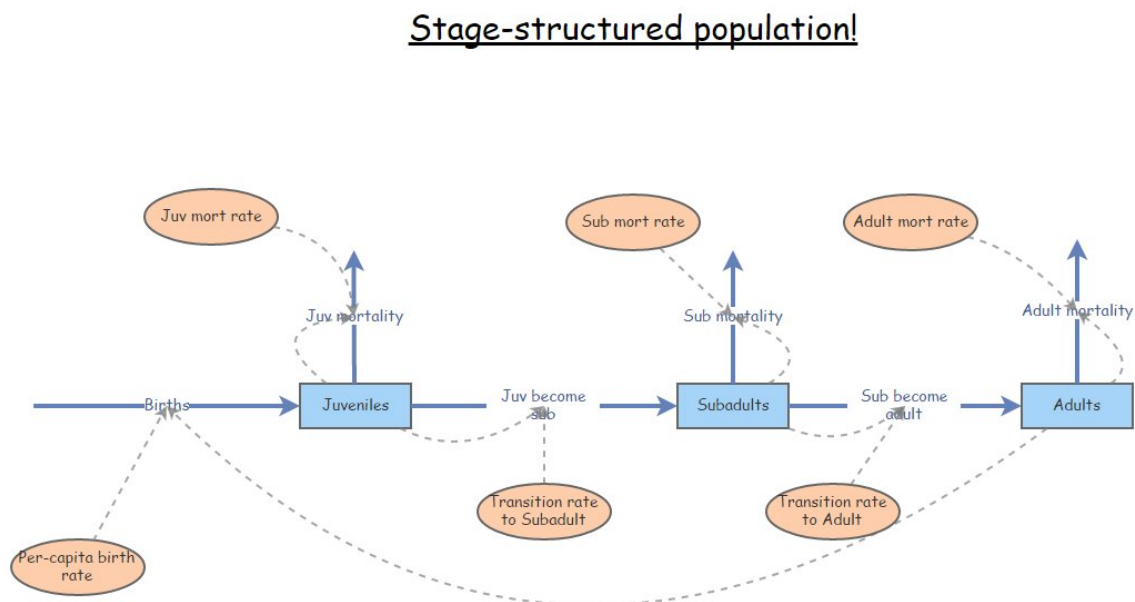 Stage-structured population!
Juv mort rate
Sub mort rate
Adult mort rate
Juv mortality
Sub mortality
Adult mortality
Births
Juveniles
Juv become
sub
Subadults
Sub become
adult
Adults
Transition rate
to Subadult
Transition rate
to Adult
Per-capita birth
rate